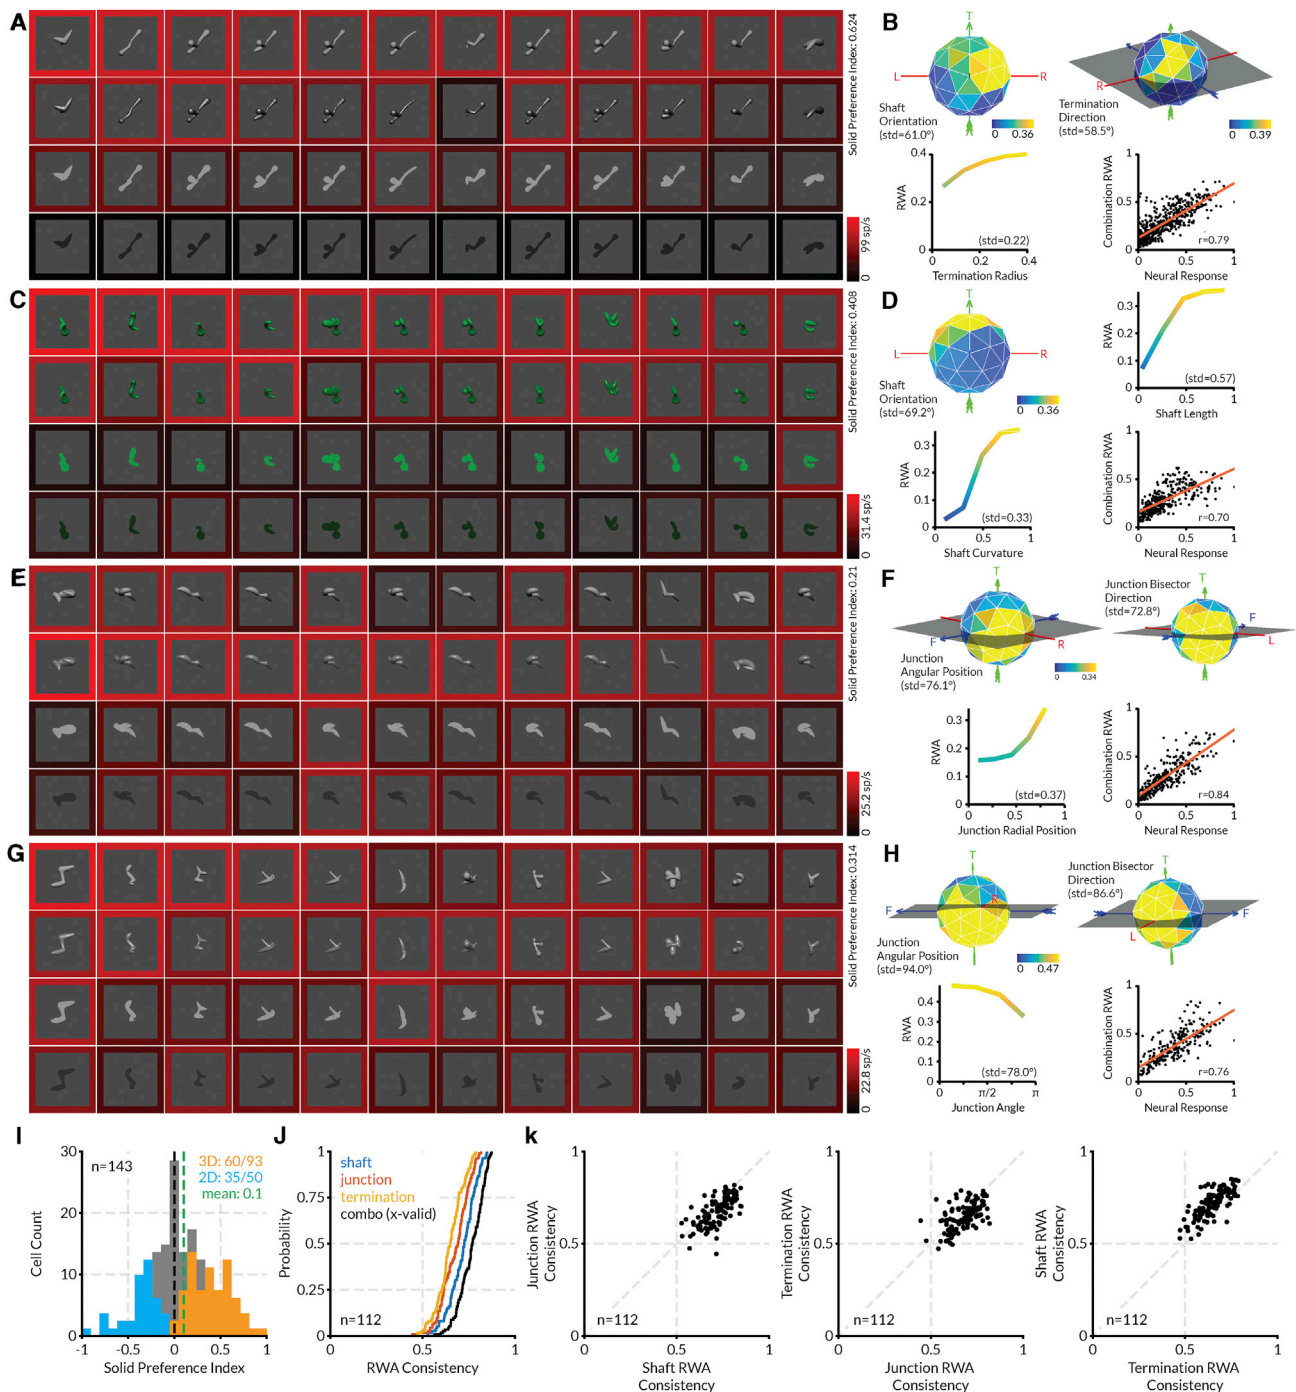 A
Solid Preference Index: 0.624
0 99 sp/s
B
T
L
R
Shaft
Orientation
(std=61.0°)
0 0.36
Termination
Direction
(std=58.5°)
R
0 0.39
0.4
0.2
0
RWA
0 0.2 0.4
(std=0.22)
Termination Radius
1
0.5
0
Combination RWA
0 0.5 1
r=0.79
Neural Response
C
Solid Preference Index: 0.408
0 31.4 sp/s
D
T
L
R
Shaft
Orientation
(std=69.2°)
0 0.36
0.3
0.2
0.1
0
RWA
0 0.5 1
(std=0.57)
Shaft Length
0.3
0.2
0.1
0
RWA
0 0.5 1
(std=0.33)
Shaft Curvature
1
0.5
0
Combination RWA
0 0.5 1
r=0.70
Neural Response
E
Solid Preference Index: 0.21
0 25.2 sp/s
F
T
F
R
Junction
Angular Position
(std=76.1°)
0 0.34
Junction Bisector
Direction
(std=72.8°)
T
F
L
0.3
0.2
0.1
0
RWA
0 0.5 1
(std=0.37)
Junction Radial Position
1
0.5
0
Combination RWA
0 0.5 1
r=0.84
Neural Response
G
Solid Preference Index: 0.314
0 22.8 sp/s
H
T
F
R
Junction
Angular Position
(std=94.0°)
0 0.47
Junction Bisector
Direction
(std=86.6°)
T
F
L
0.4
0.3
0.2
0.1
0
RWA
0 π/2 π
(std=78.0°)
Junction Angle
1
0.5
0
Combination RWA
0 0.5 1
r=0.76
Neural Response
I
n=143
3D: 60/93
2D: 35/50
mean: 0.1
30
20
10
0
Cell Count
-1 -0.5 0 0.5 1
Solid Preference Index
J
shaft
junction
termination
combo (x-valid)
1
0.75
0.5
0.25
0
Probability
n=112
0.5 1
RWA Consistency
k
1
0.5
0
Junction RWA
Consistency
n=112
0 0.5 1
Shaft RWA
Consistency
1
0.5
0
Termination RWA
Consistency
n=112
0 0.5 1
Junction RWA
Consistency
1
0.5
0
Shaft RWA
Consistency
n=112
0 0.5 1
Termination RWA
Consistency